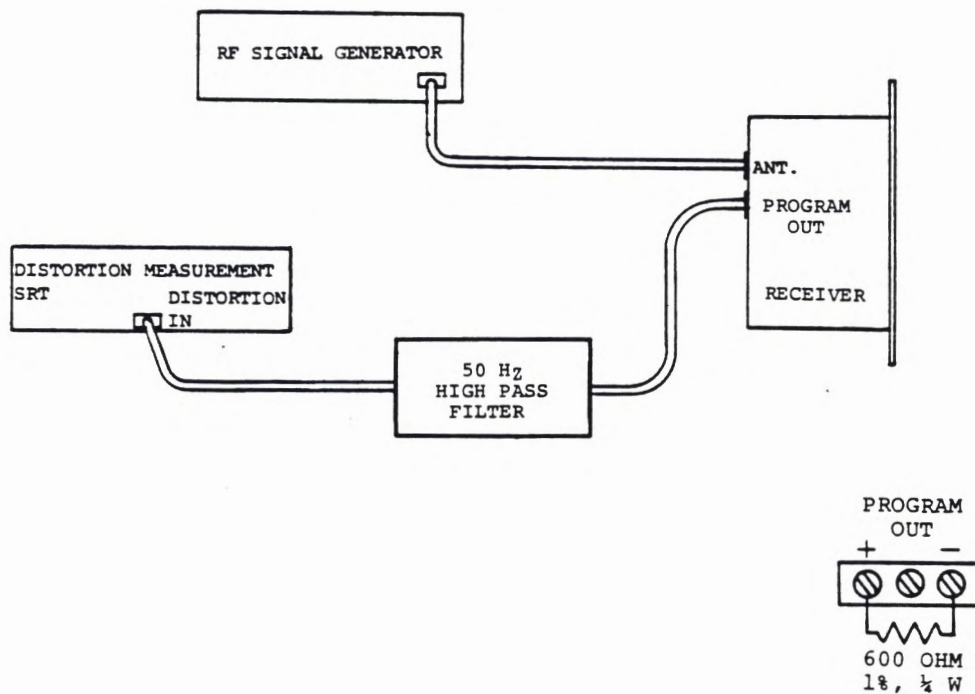 RF SIGNAL GENERATOR
ANT.
PROGRAM
OUT
RECEIVER
DISTORTION MEASUREMENT
SRT DISTORTION
IN
50 Hz
HIGH PASS
FILTER
PROGRAM
OUT
+ −
600 OHM
1%, ¼ W